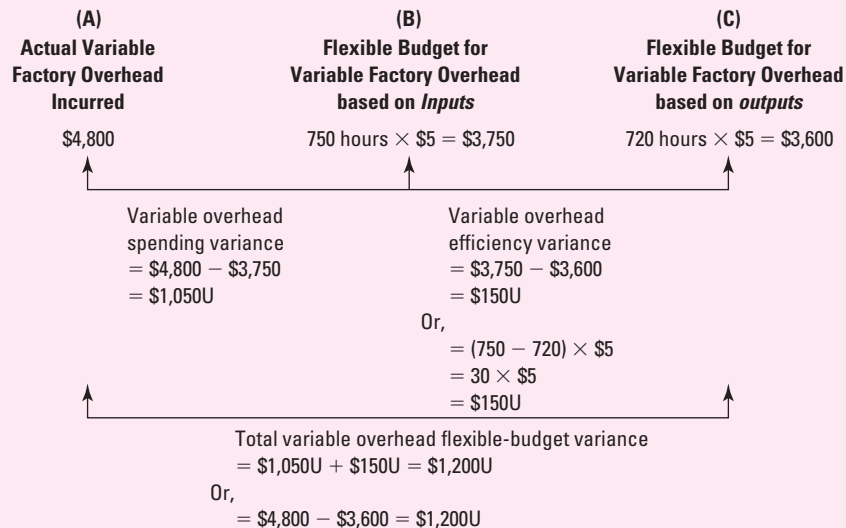 (A)
Actual Variable
Factory Overhead
Incurred
$4,800
(B)
Flexible Budget for
Variable Factory Overhead
based on Inputs
750 hours × $5 = $3,750
(C)
Flexible Budget for
Variable Factory Overhead
based on outputs
720 hours × $5 = $3,600
Variable overhead
spending variance
= $4,800 − $3,750
= $1,050U
Variable overhead
efficiency variance
= $3,750 − $3,600
= $150U
Or,
= (750 − 720) × $5
= 30 × $5
= $150U
Total variable overhead flexible-budget variance
= $1,050U + $150U = $1,200U
Or,
= $4,800 − $3,600 = $1,200U